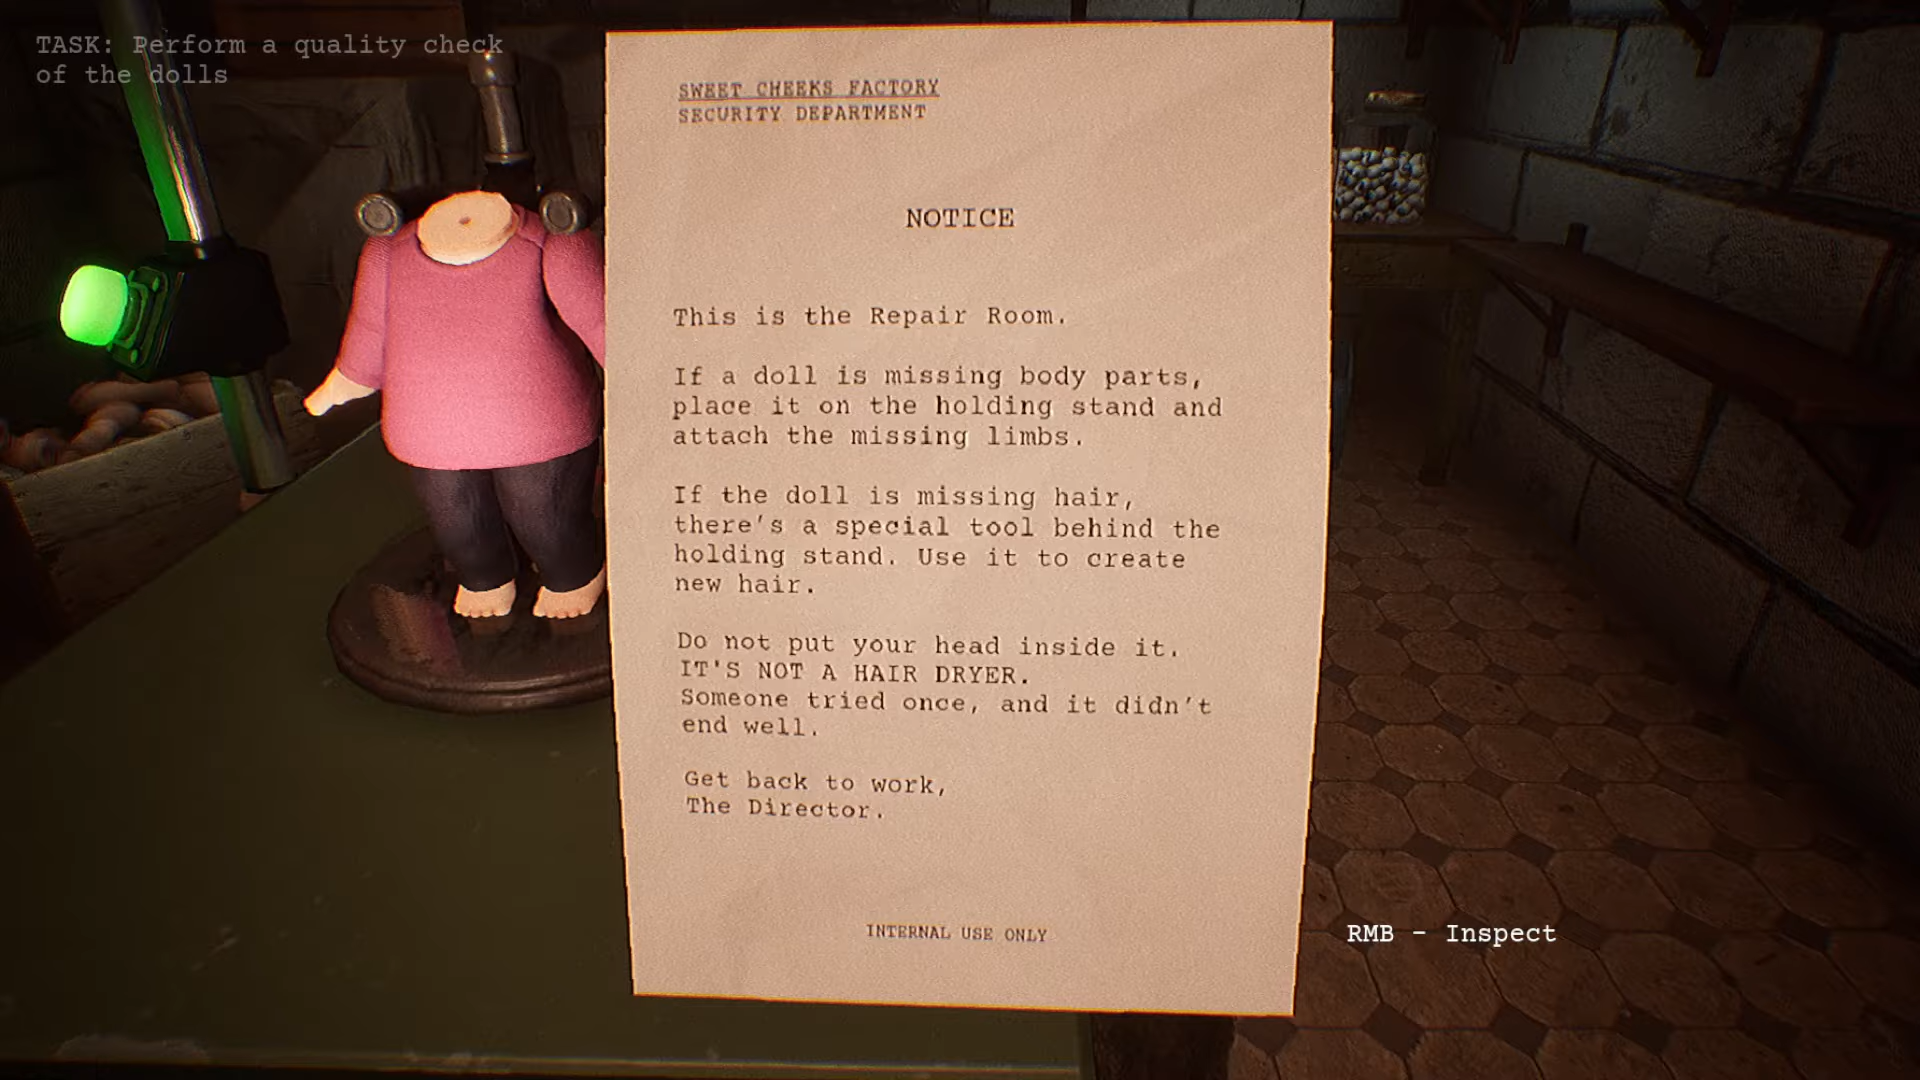 TASK: Perform a quality check
of the dolls
SWEET CHEEKS FACTORY
SECURITY DEPARTMENT
NOTICE
This is the Repair Room.
If a doll is missing body parts,
place it on the holding stand and
attach the missing limbs.
If the doll is missing hair,
there's a special tool behind the
holding stand. Use it to create
new hair.
Do not put your head inside it.
IT'S NOT A HAIR DRYER.
Someone tried once, and it didn't
end well.
Get back to work,
The Director.
INTERNAL USE ONLY
RMB - Inspect